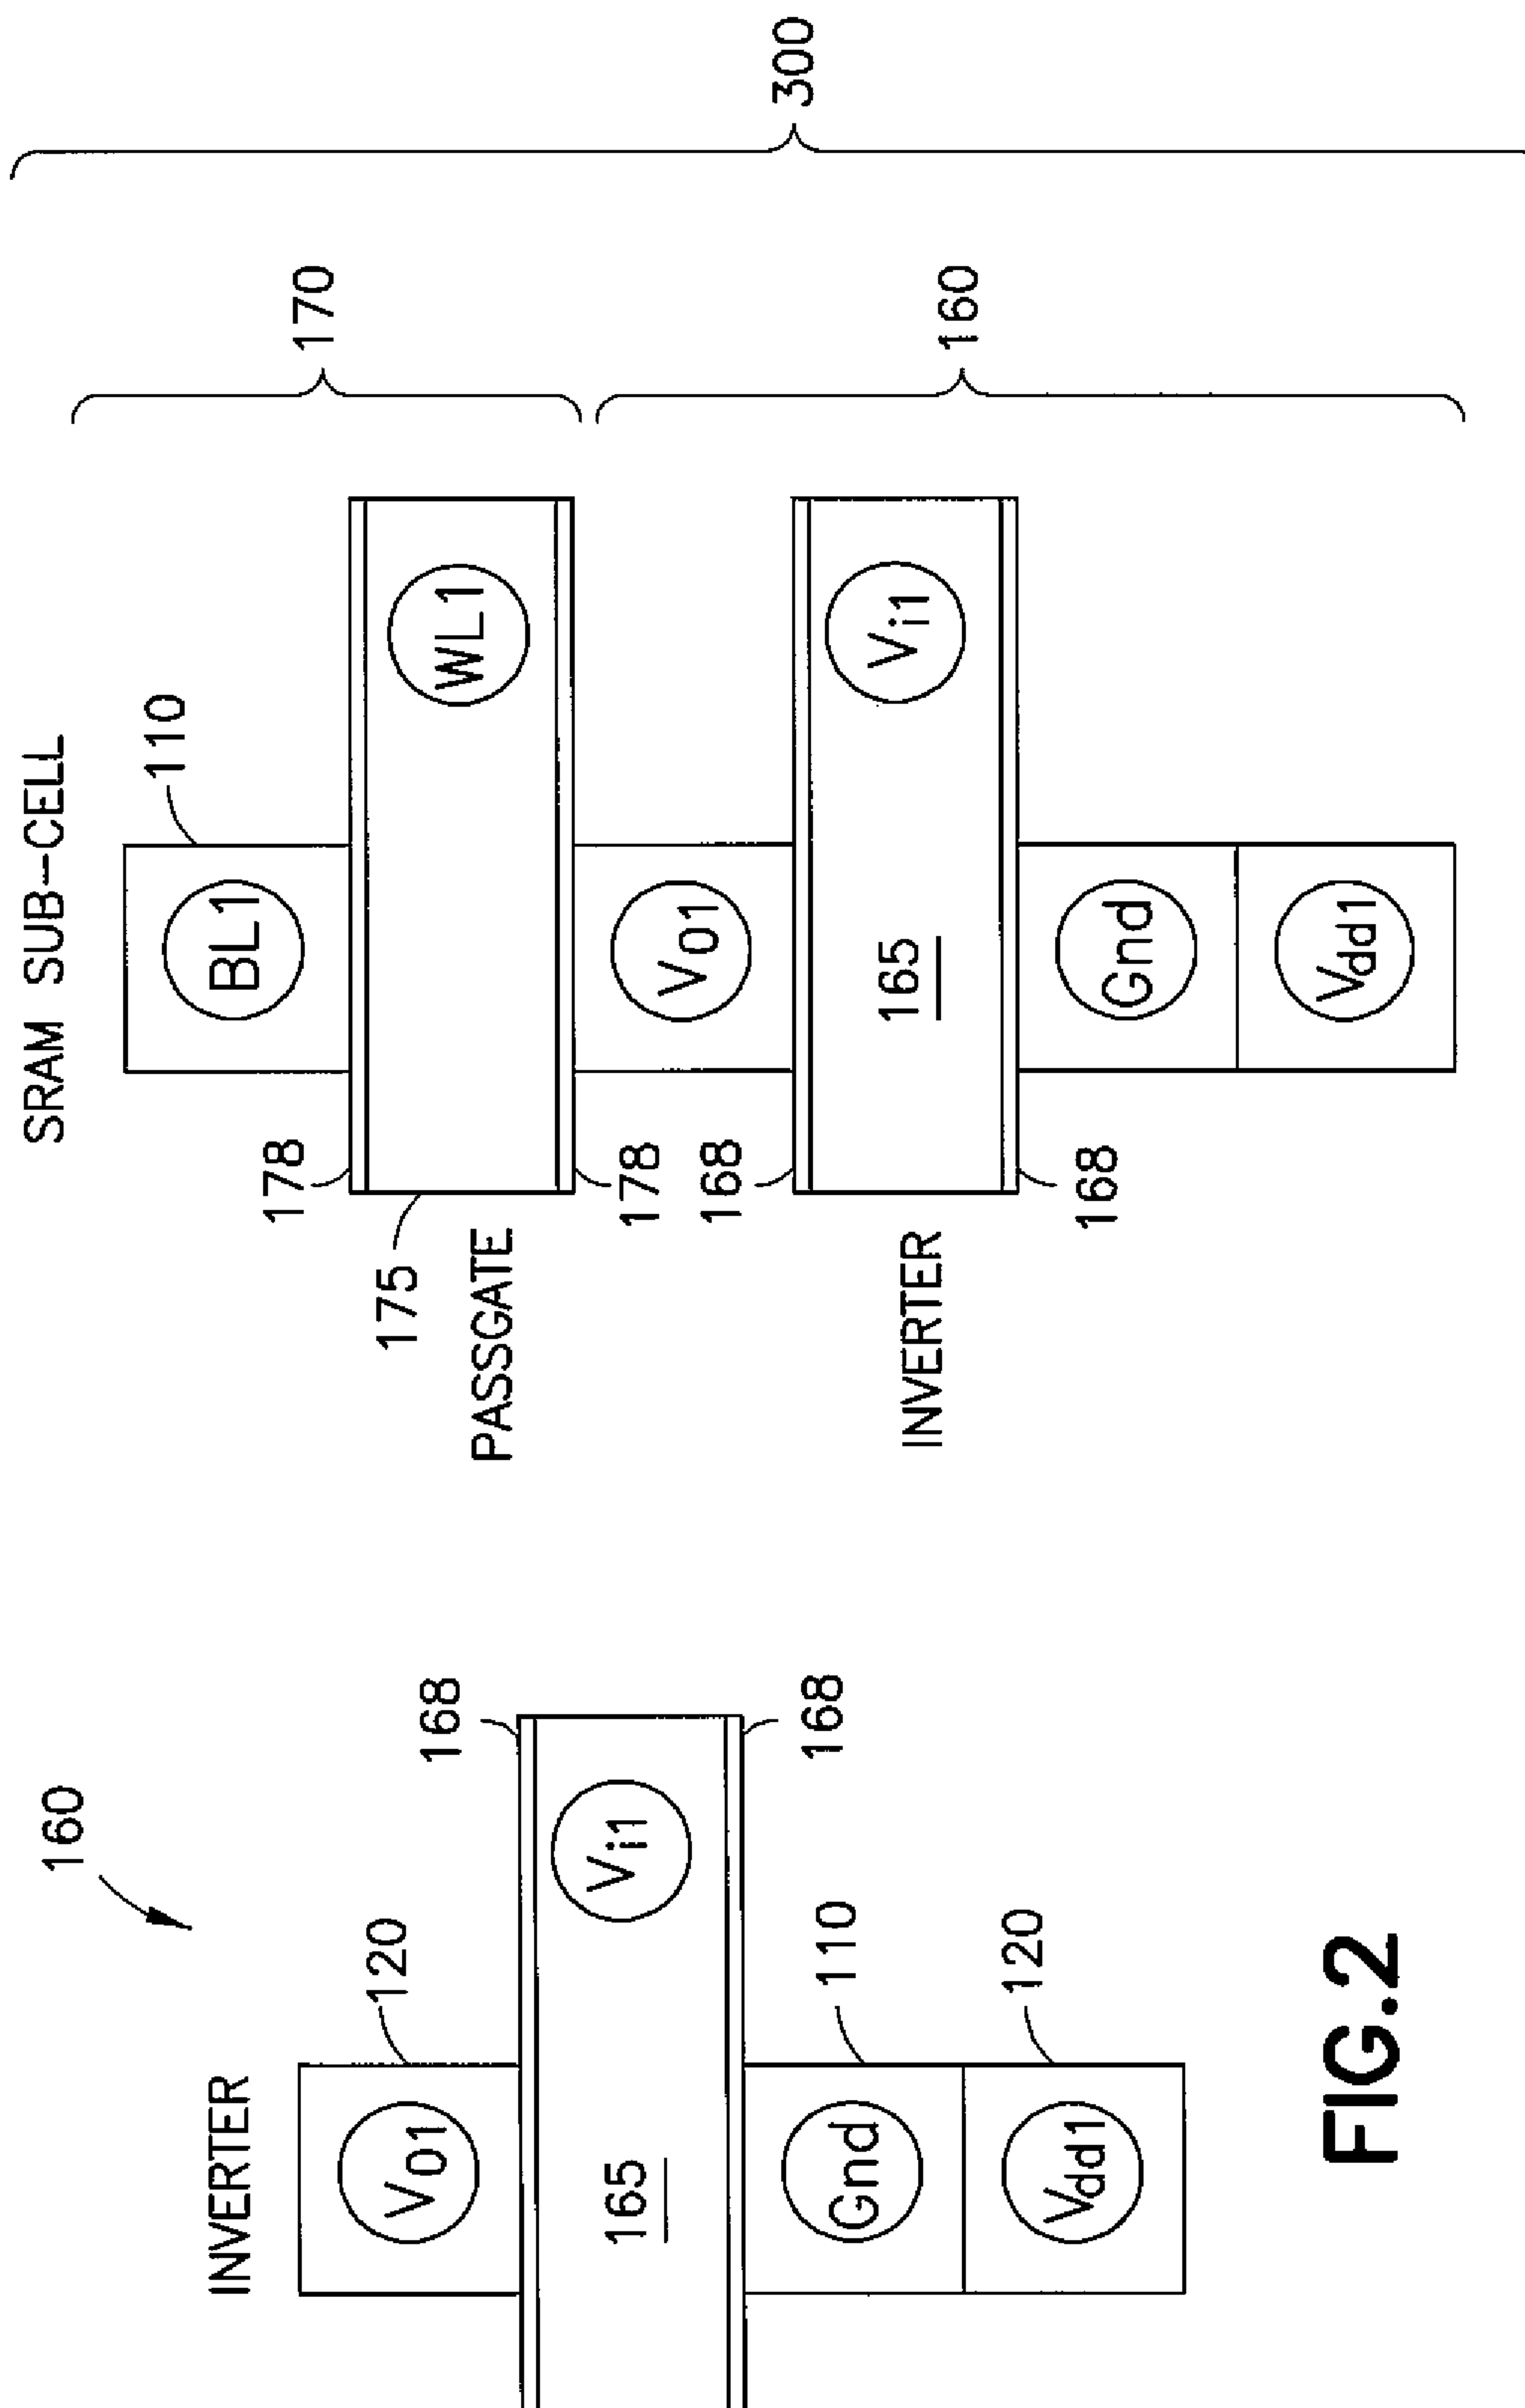 160
INVERTER
120
V01
168
Vi1
165
168
110
Gnd
120
Vdd1
SRAM SUB-CELL
110
BL1
178
WL1
175
PASSGATE
178
V01
168
Vi1
165
INVERTER
168
Gnd
Vdd1
170
160
300
FIG.2